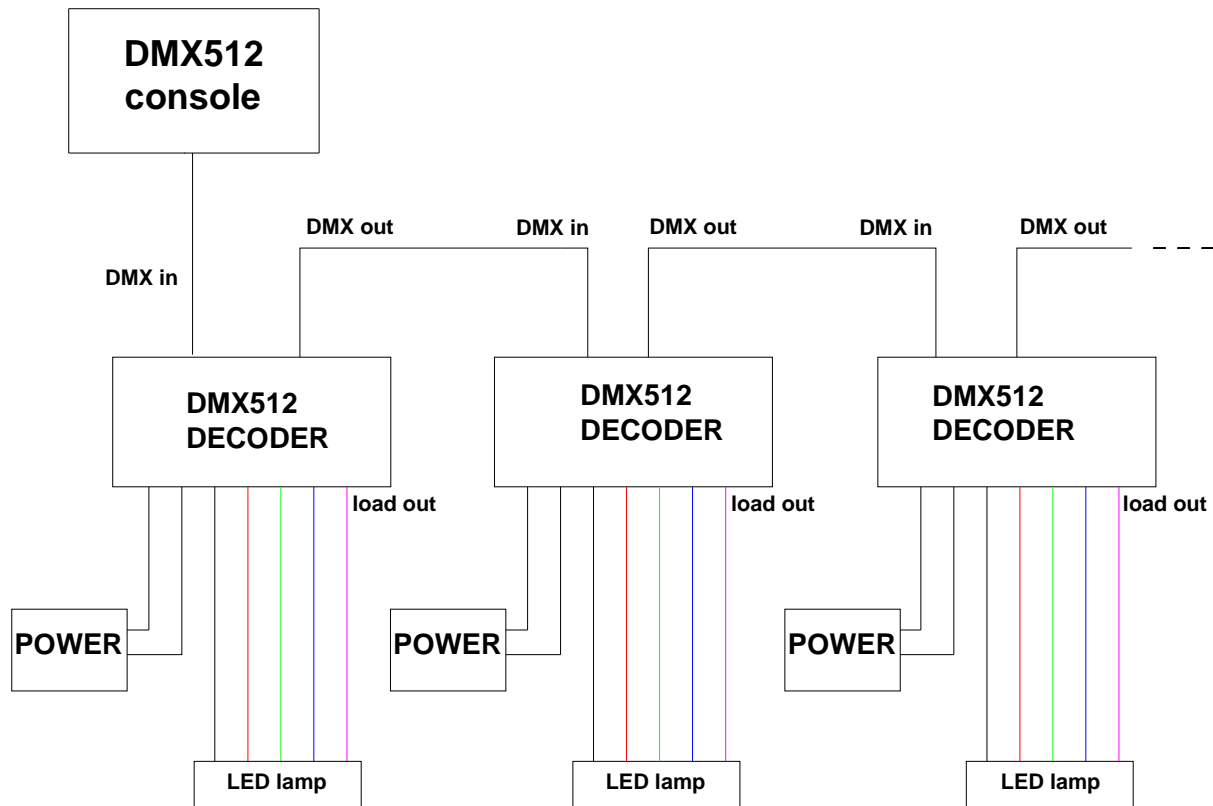 DMX512
console
DMX out
DMX in
DMX out
DMX in
DMX out
DMX in
DMX512
DECODER
DMX512
DECODER
DMX512
DECODER
load out
load out
load out
POWER
POWER
POWER
LED lamp
LED lamp
LED lamp